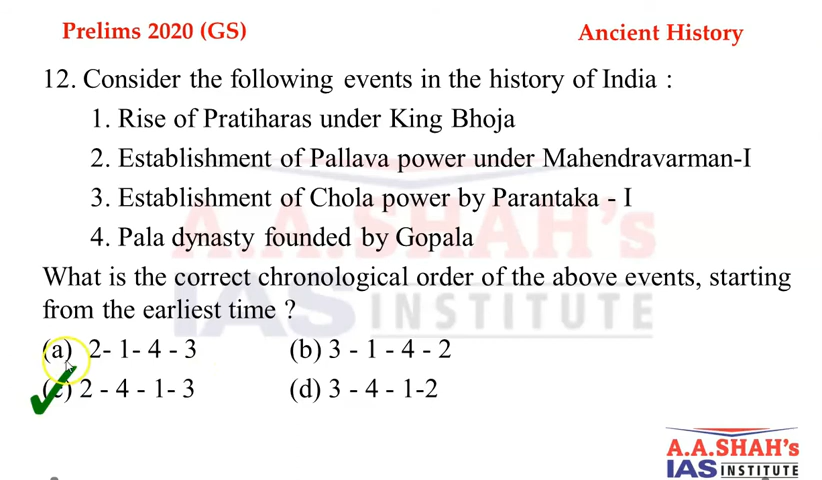 Prelims 2020 (GS)
Ancient History
12. Consider the following events in the history of India :
1. Rise of Pratiharas under King Bhoja
2. Establishment of Pallava power under Mahendravarman-I
3. Establishment of Chola power by Parantaka - I
4. Pala dynasty founded by Gopala
What is the correct chronological order of the above events, starting
from the earliest time ?
(a) 2- 1- 4 - 3
(b) 3 - 1 - 4 - 2
(c) 2 - 4 - 1- 3
(d) 3 - 4 - 1-2
A.A.SHAH's
IAS INSTITUTE
A.A.SHAH's
IAS INSTITUTE